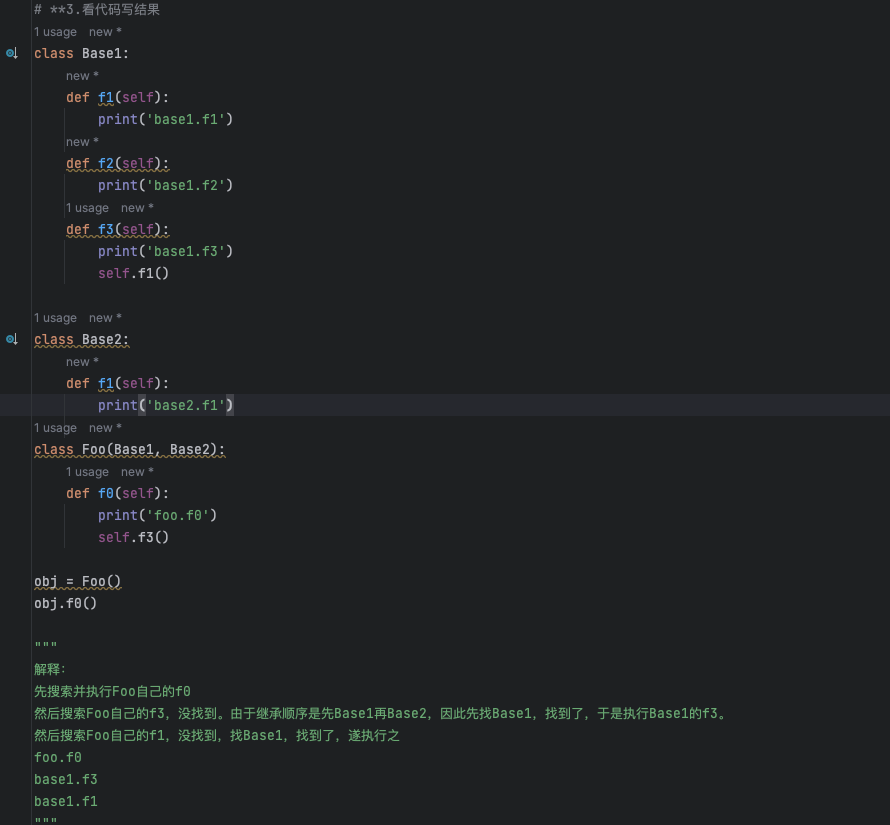 # **3.看代码写结果
1 usage new *
class Base1:
new *
def f1(self):
print('base1.f1')
new *
def f2(self):
print('base1.f2')
1 usage new *
def f3(self):
print('base1.f3')
self.f1()
1 usage new *
class Base2:
new *
def f1(self):
print('base2.f1')
1 usage new *
class Foo(Base1, Base2):
1 usage new *
def f0(self):
print('foo.f0')
self.f3()
obj = Foo()
obj.f0()
"""
解释：
先搜索并执行Foo自己的f0
然后搜索Foo自己的f3，没找到。由于继承顺序是先Base1再Base2，因此先找Base1，找到了，于是执行Base1的f3。
然后搜索Foo自己的f1，没找到，找Base1，找到了，遂执行之
foo.f0
base1.f3
base1.f1
"""